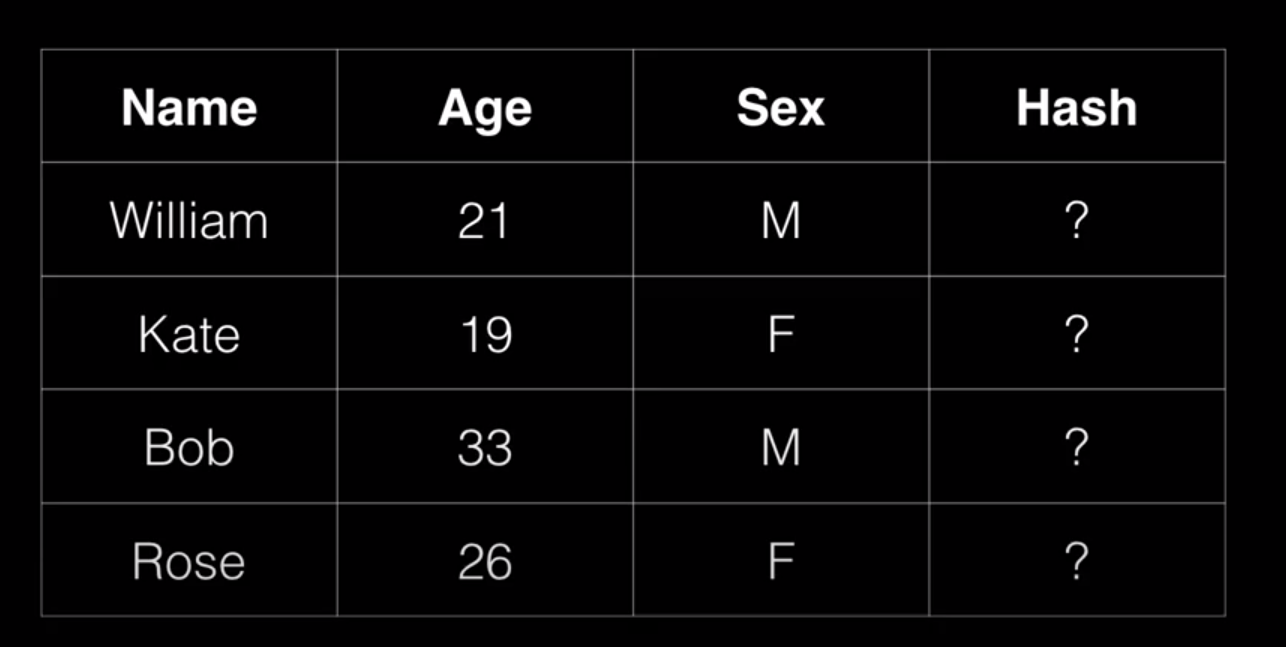 Name Age Sex Hash
William 21 M ?
Kate 19 F ?
Bob 33 M ?
Rose 26 F ?